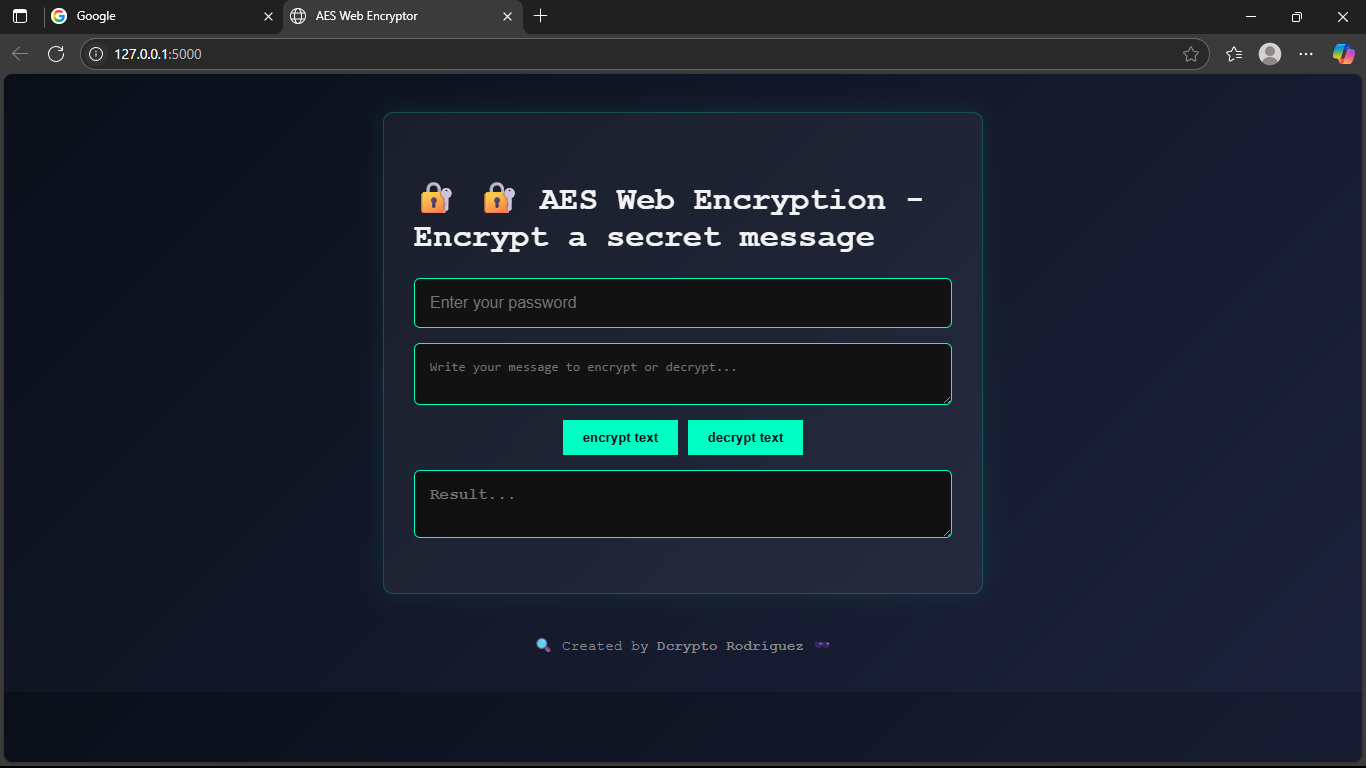 Google
AES Web Encryptor
127.0.0.1:5000
🔐 🔐 AES Web Encryption -
Encrypt a secret message
Enter your password
Write your message to encrypt or decrypt...
encrypt text decrypt text
Result...
🔍 Created by Dcrypto Rodríguez 🕶️